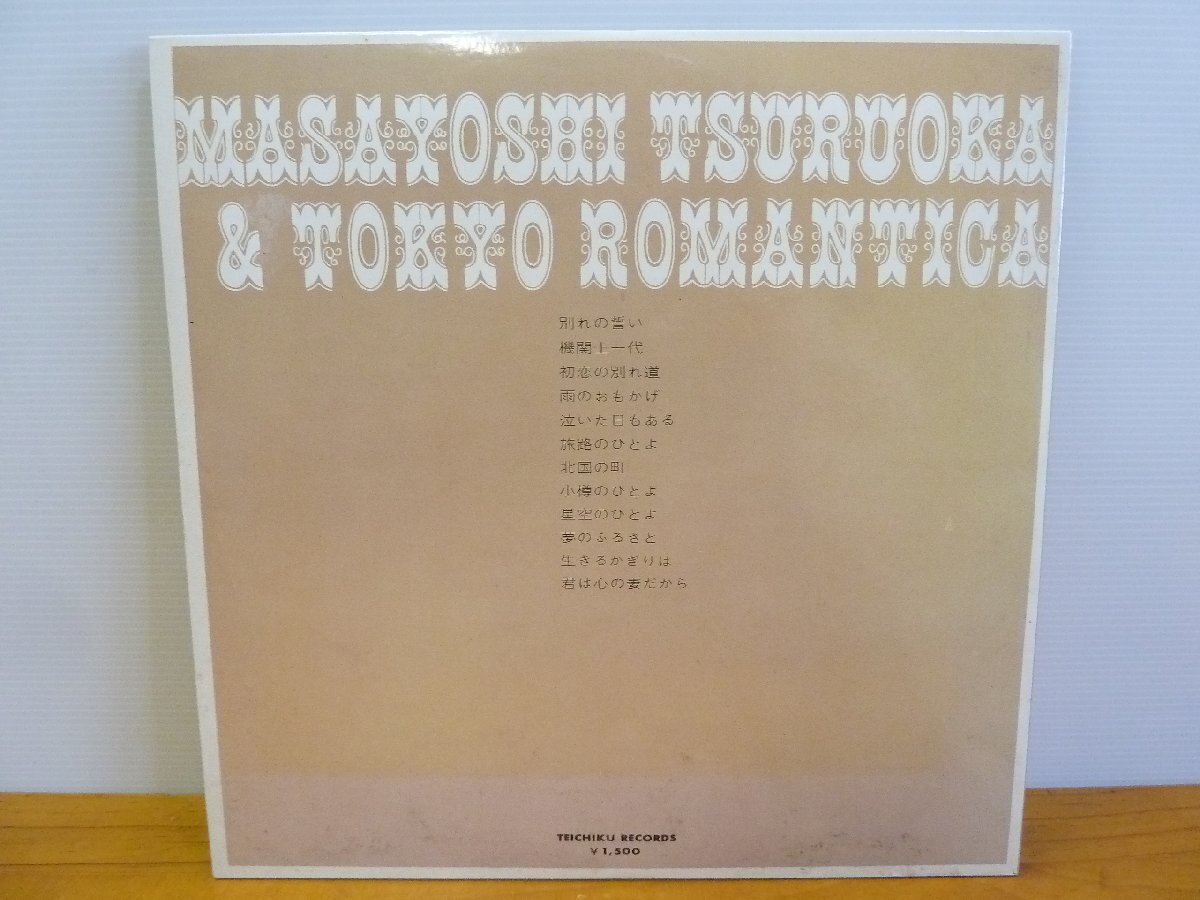 MASAYOSHI TSURUOKA
& TOKYO ROMANTICA
別れの誓い
機関士一代
初恋の別れ道
雨のおもかげ
泣いた日もある
旅路のひとよ
北国の町
小樽のひとよ
星空のひとよ
夢のふるさと
生きるかぎりは
君は心の妻だから
TEICHIKU RECORDS
¥1,500